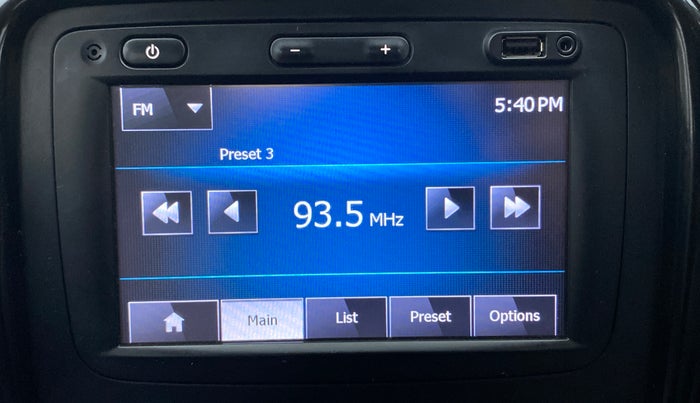 FM
5:40 PM
Preset 3
93.5 MHz
Main
List
Preset
Options